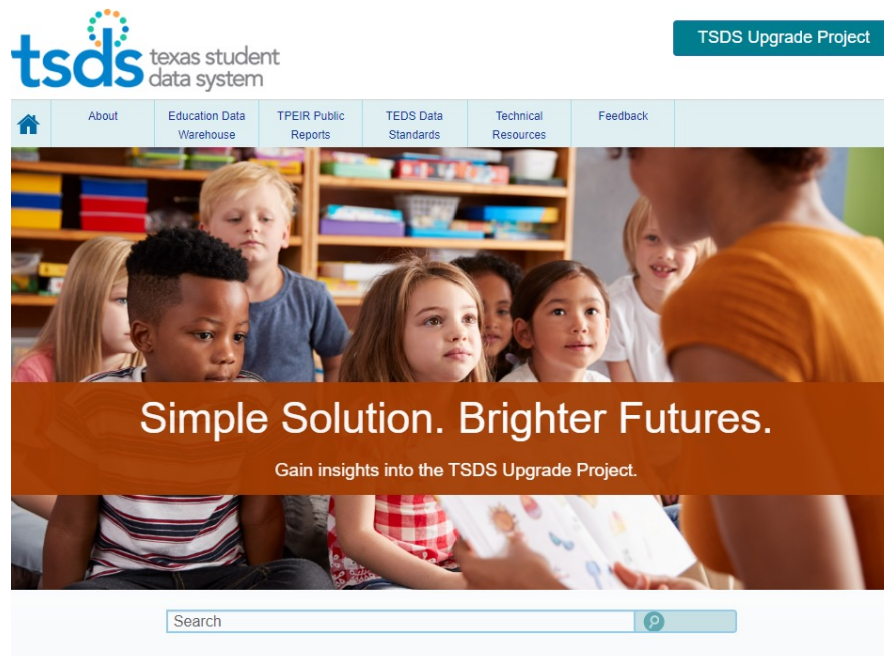 tsds texas student
data system
TSDS Upgrade Project
About
Education Data
Warehouse
TPEIR Public
Reports
TEDS Data
Standards
Technical
Resources
Feedback
Simple Solution. Brighter Futures.
Gain insights into the TSDS Upgrade Project.
Search